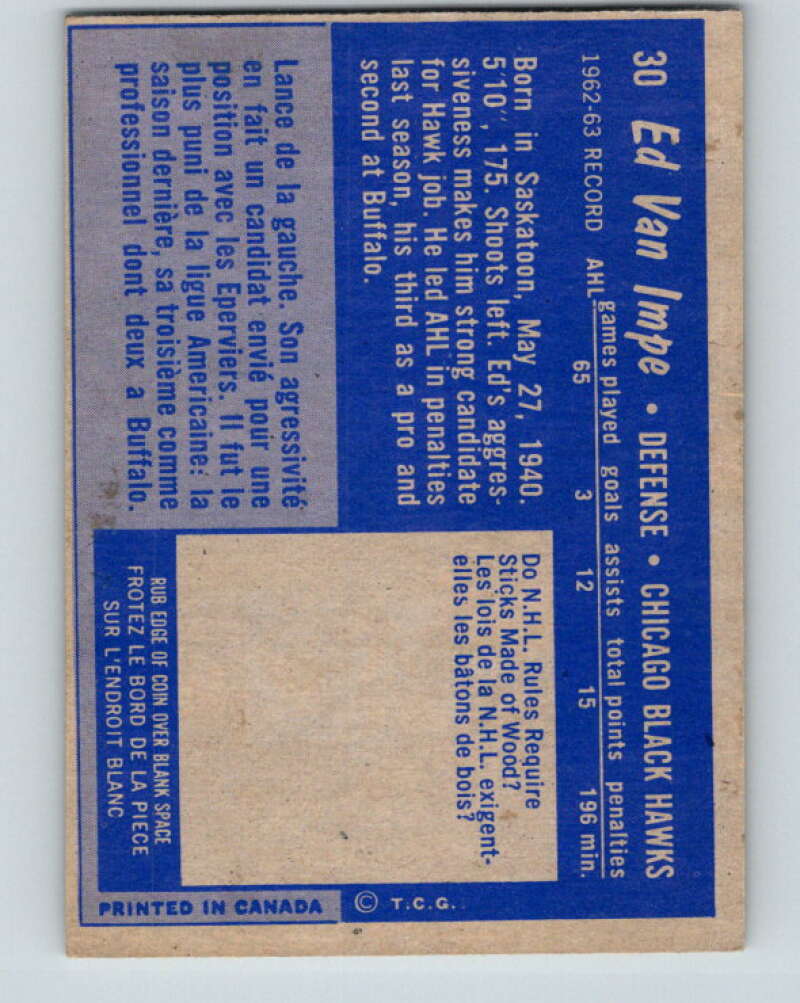 30 Ed Van Impe • DEFENSE • CHICAGO BLACK HAWKS
games played goals assists total points penalties
1962-63 RECORD AHL 65 3 12 15 196 min.
Born in Saskatoon, May 27, 1940.
5'10", 175. Shoots left. Ed's aggres-
siveness makes him strong candidate
for Hawk job. He led AHL in penalties
last season, his third as a pro and
second at Buffalo.
Lance de la gauche. Son agressivité
en fait un candidat envié pour une
position avec les Eperviers. Il fut le
plus puni de la ligue Americaine: la
saison dernière, sa troisième comme
professionnel dont deux a Buffalo.
Do N.H.L. Rules Require
Sticks Made of Wood?
Les lois de la N.H.L. exigent-
elles les bâtons de bois?
RUB EDGE OF COIN OVER BLANK SPACE
FROTEZ LE BORD DE LA PIECE
SUR L'ENDROIT BLANC
© T.C.G.
PRINTED IN CANADA